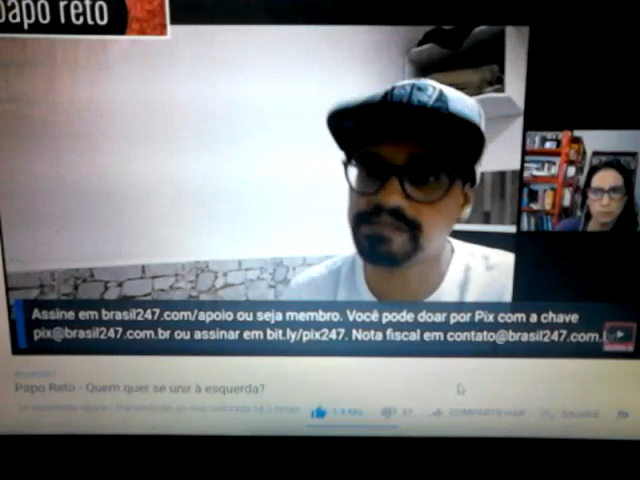 papo reto
Assine em brasil247.com/apoio ou seja membro. Você pode doar por Pix com a chave
pix@brasil247.com.br ou assinar em bit.ly/pix247. Nota fiscal em contato@brasil247.com.
Papo Reto - Quem quer se unir à esquerda?
COMPARTILHAR SALVAR